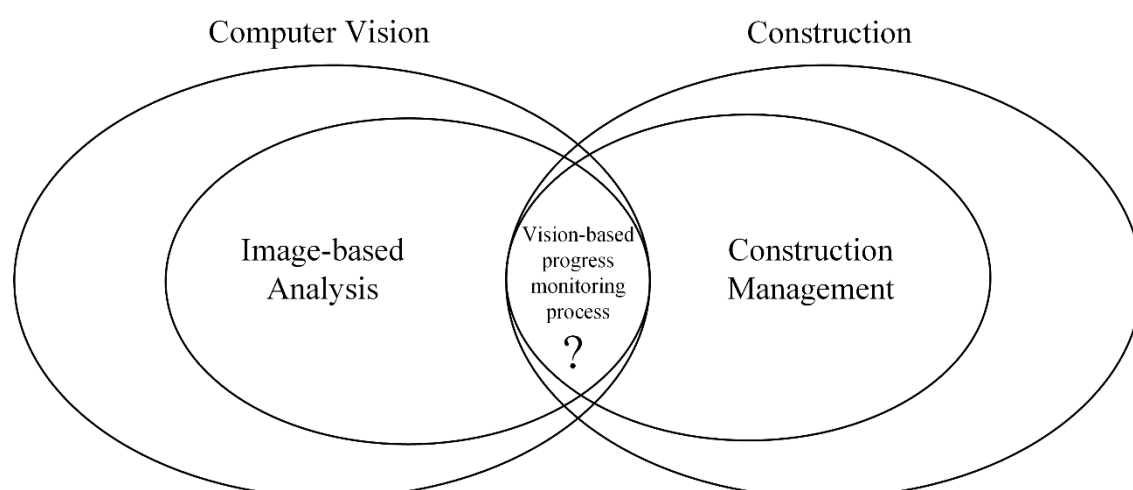 Computer Vision
Construction
Image-based
Analysis
Vision-based
progress
monitoring
process
?
Construction
Management